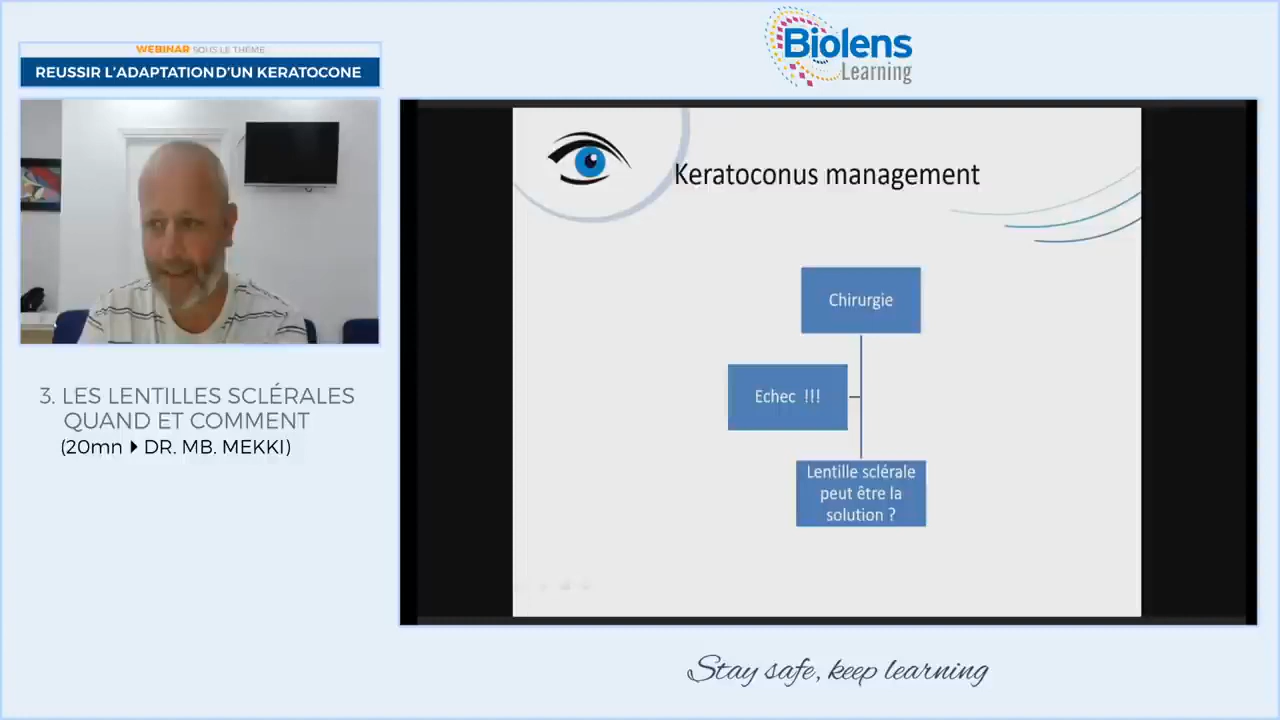 WEBINAR SOUS LE THÈME
REUSSIR L'ADAPTATION D'UN KERATOCONE
Biolens
Learning
3. LES LENTILLES SCLÉRALES
QUAND ET COMMENT
(20mn DR. MB. MEKKI)
Keratoconus management
Chirurgie
Echec !!!
Lentille sclérale
peut être la
solution ?
Stay safe, keep learning